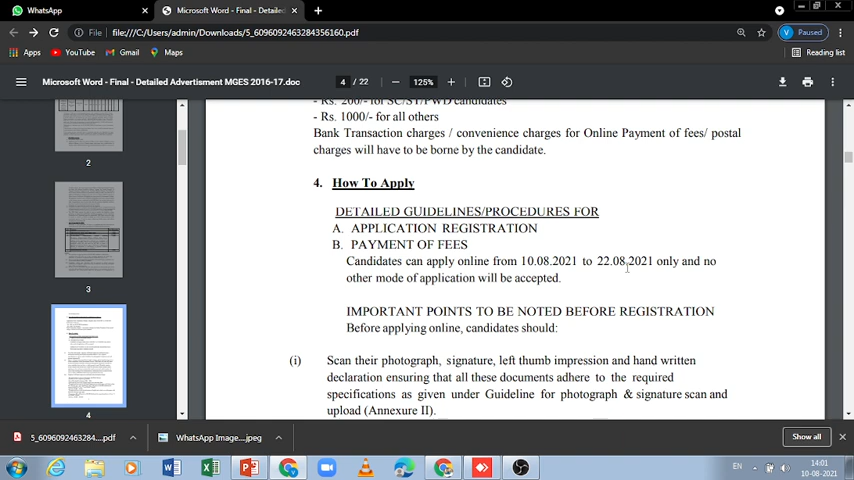 WhatsApp
Microsoft Word - Final - Detailed
File
file:///C:/Users/admin/Downloads/5_6096092463284356160.pdf
Paused
Apps
YouTube
Gmail
Maps
Reading list
Microsoft Word - Final - Detailed Advertisment MGES 2016-17.doc
4 / 22
125%
2
3
4
- Rs. 200/- for SC/ST/PWD candidates
- Rs. 1000/- for all others
Bank Transaction charges / convenience charges for Online Payment of fees/ postal
charges will have to be borne by the candidate.
4. How To Apply
DETAILED GUIDELINES/PROCEDURES FOR
A. APPLICATION REGISTRATION
B. PAYMENT OF FEES
Candidates can apply online from 10.08.2021 to 22.08.2021 only and no
other mode of application will be accepted.
IMPORTANT POINTS TO BE NOTED BEFORE REGISTRATION
Before applying online, candidates should:
(i) Scan their photograph, signature, left thumb impression and hand written
declaration ensuring that all these documents adhere to the required
specifications as given under Guideline for photograph & signature scan and
upload (Annexure II).
5_6096092463284....pdf
WhatsApp Image....jpeg
Show all
EN
14:01
10-08-2021